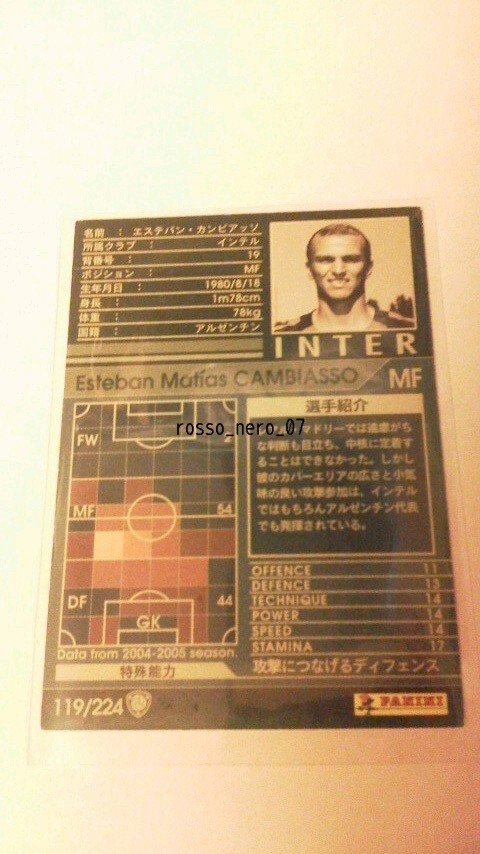 名前 : エステバン・カンビアッソ
所属クラブ : インテル
背番号 : 19
ポジション : MF
生年月日 : 1980/8/18
身長 : 1m78cm
体重 : 78kg
国籍 : アルゼンチン
INTER
Esteban Matías CAMBIASSO MF
選手紹介
rosso_nero_07
マドリーでは遠慮がち
な判断も目立ち、中核に定着す
ることはできなかった。しかし
彼のカバーエリアの広さと小気
味の良い攻撃参加は、インテル
ではもちろんアルゼンチン代表
でも発揮されている。
FW
MF 54
DF 44
GK
Data from 2004-2005 season.
OFFENCE 11
DEFENCE 13
TECHNIQUE 14
POWER 14
SPEED 14
STAMINA 17
特殊能力 攻撃につなげるディフェンス
119/224
PANINI